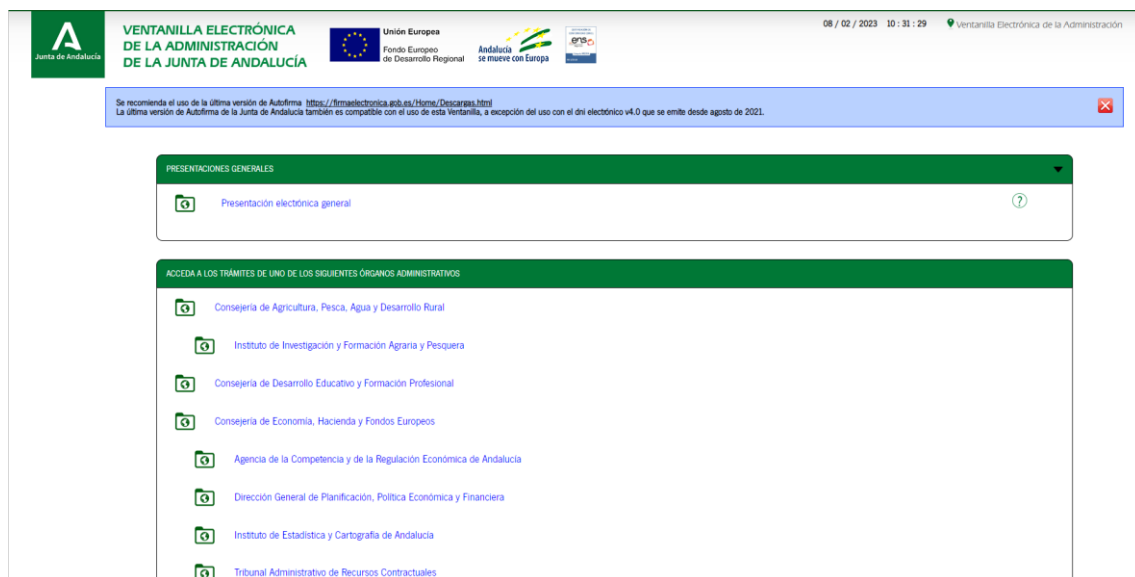 08 / 02 / 2023 10 : 31 : 29 Ventanilla Electrónica de la Administración
Junta de Andalucía
VENTANILLA ELECTRÓNICA
DE LA ADMINISTRACIÓN
DE LA JUNTA DE ANDALUCÍA
Unión Europea
Fondo Europeo
de Desarrollo Regional
Andalucía
se mueve con Europa
ens
Se recomienda el uso de la última versión de Autofirma https://firmaelectronica.gob.es/Home/Descargas.html
La última versión de Autofirma de la Junta de Andalucía también es compatible con el uso de esta Ventanilla, a excepción del uso con el dni electrónico v4.0 que se emite desde agosto de 2021.
PRESENTACIONES GENERALES
Presentación electrónica general
?
ACCEDA A LOS TRÁMITES DE UNO DE LOS SIGUIENTES ÓRGANOS ADMINISTRATIVOS
Consejería de Agricultura, Pesca, Agua y Desarrollo Rural
Instituto de Investigación y Formación Agraria y Pesquera
Consejería de Desarrollo Educativo y Formación Profesional
Consejería de Economía, Hacienda y Fondos Europeos
Agencia de la Competencia y de la Regulación Económica de Andalucía
Dirección General de Planificación, Política Económica y Financiera
Instituto de Estadística y Cartografía de Andalucía
Tribunal Administrativo de Recursos Contractuales